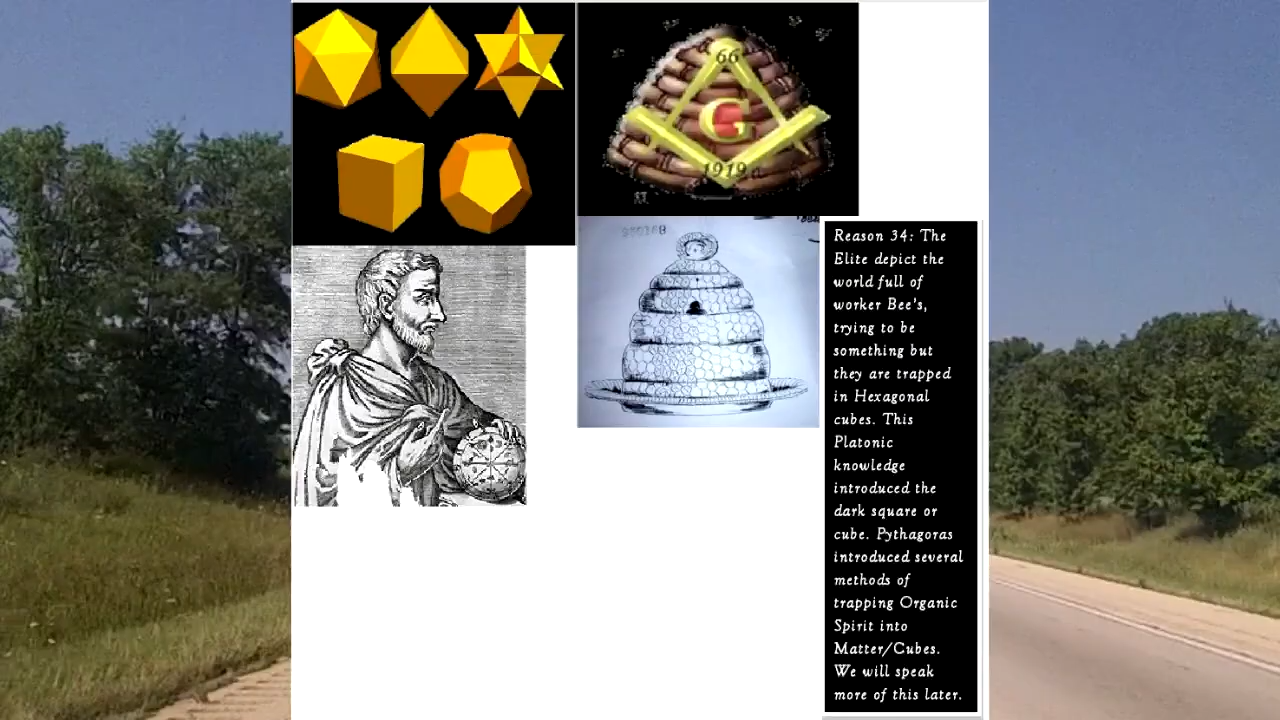 66
G
1919
Reason 34: The
Elite depict the
world full of
worker Bee's,
trying to be
something but
they are trapped
in Hexagonal
cubes. This
Platonic
knowledge
introduced the
dark square or
cube. Pythagoras
introduced several
methods of
trapping Organic
Spirit into
Matter/Cubes.
We will speak
more of this later.